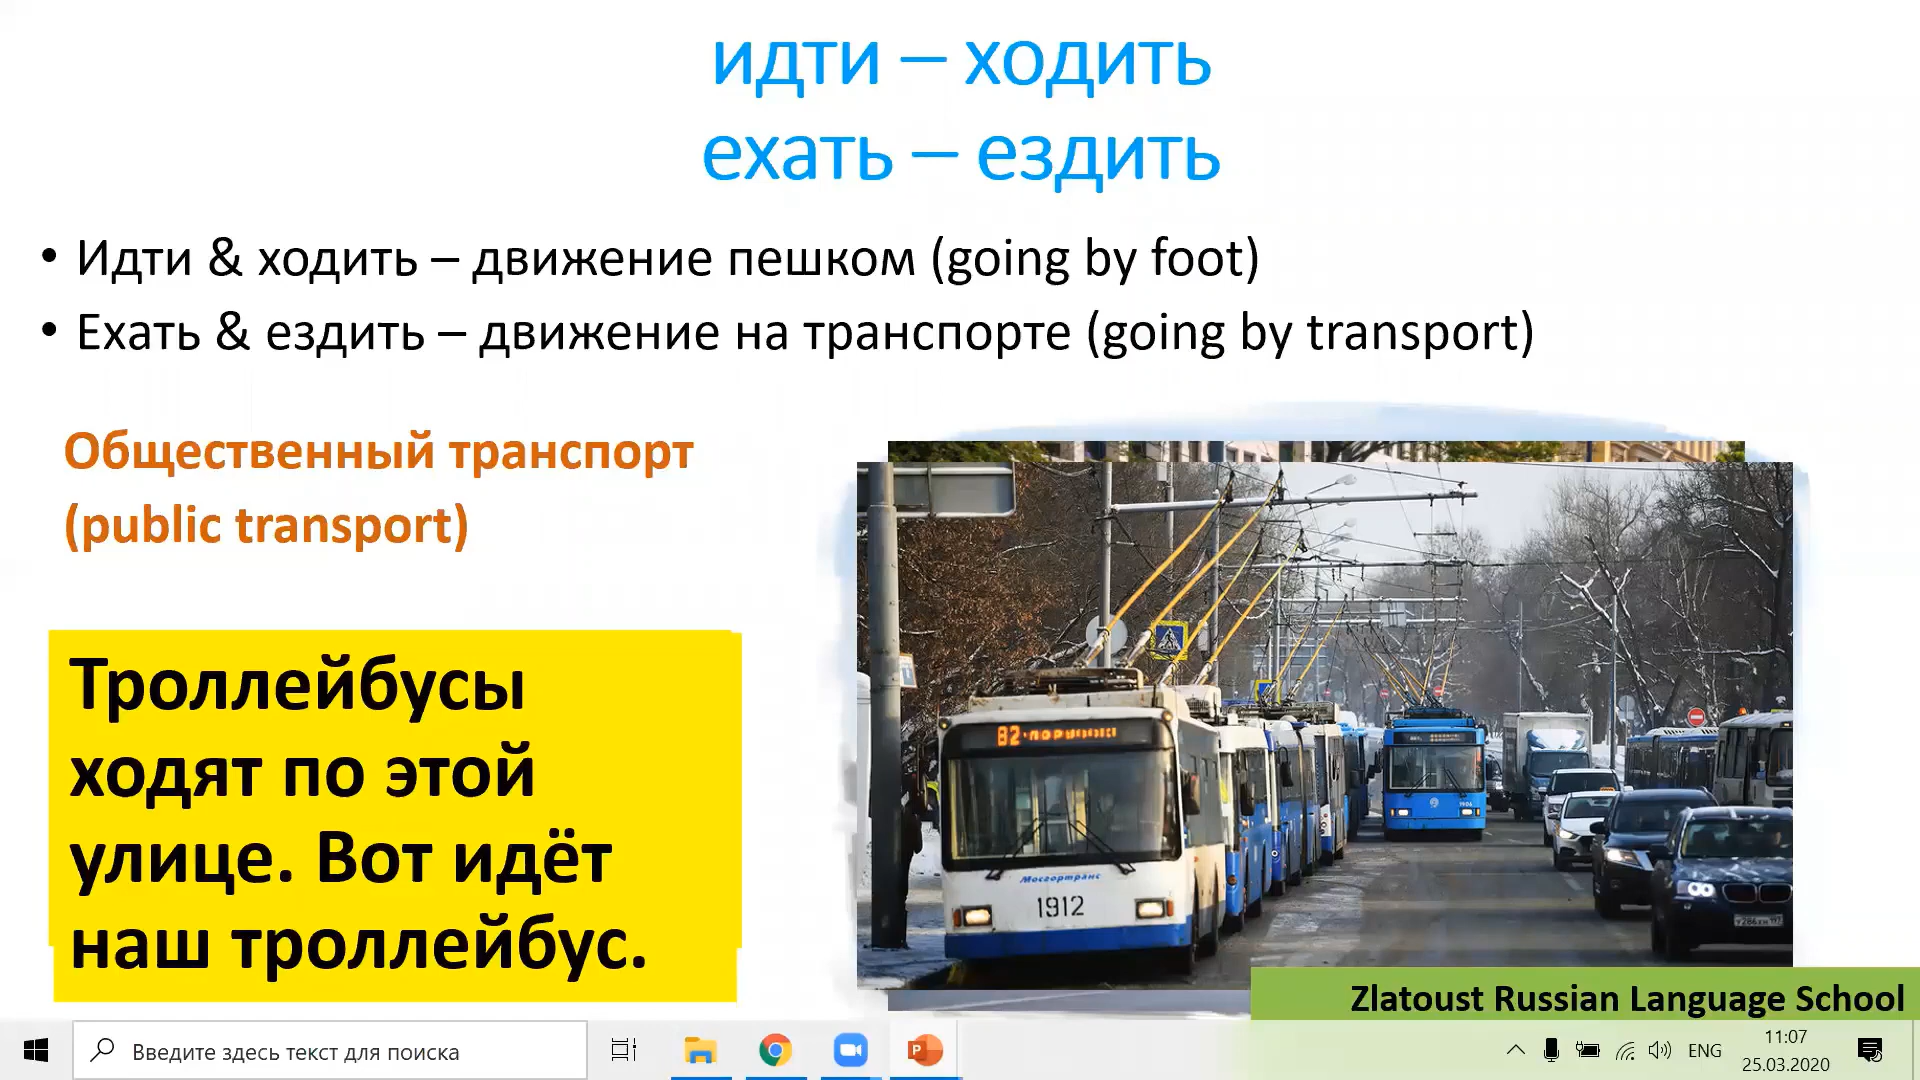 идти – ходить
ехать – ездить
• Идти & ходить – движение пешком (going by foot)
• Ехать & ездить – движение на транспорте (going by transport)
Общественный транспорт
(public transport)
Троллейбусы
ходят по этой
улице. Вот идёт
наш троллейбус.
82
Мосгортранс
1912
1906
Zlatoust Russian Language School
Введите здесь текст для поиска
ENG
11:07
25.03.2020